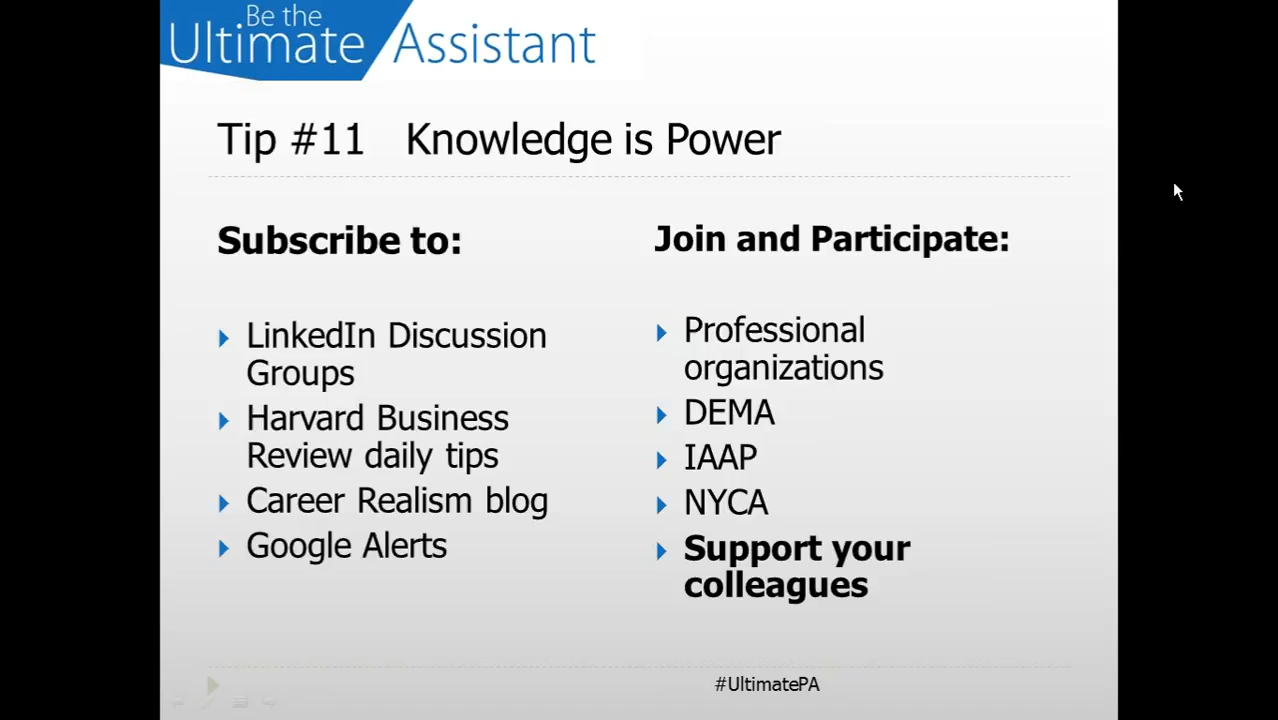 Be the
Ultimate Assistant
Tip #11 Knowledge is Power
Subscribe to:
LinkedIn Discussion
Groups
Harvard Business
Review daily tips
Career Realism blog
Google Alerts
Join and Participate:
Professional
organizations
DEMA
IAAP
NYCA
Support your
colleagues
#UltimatePA